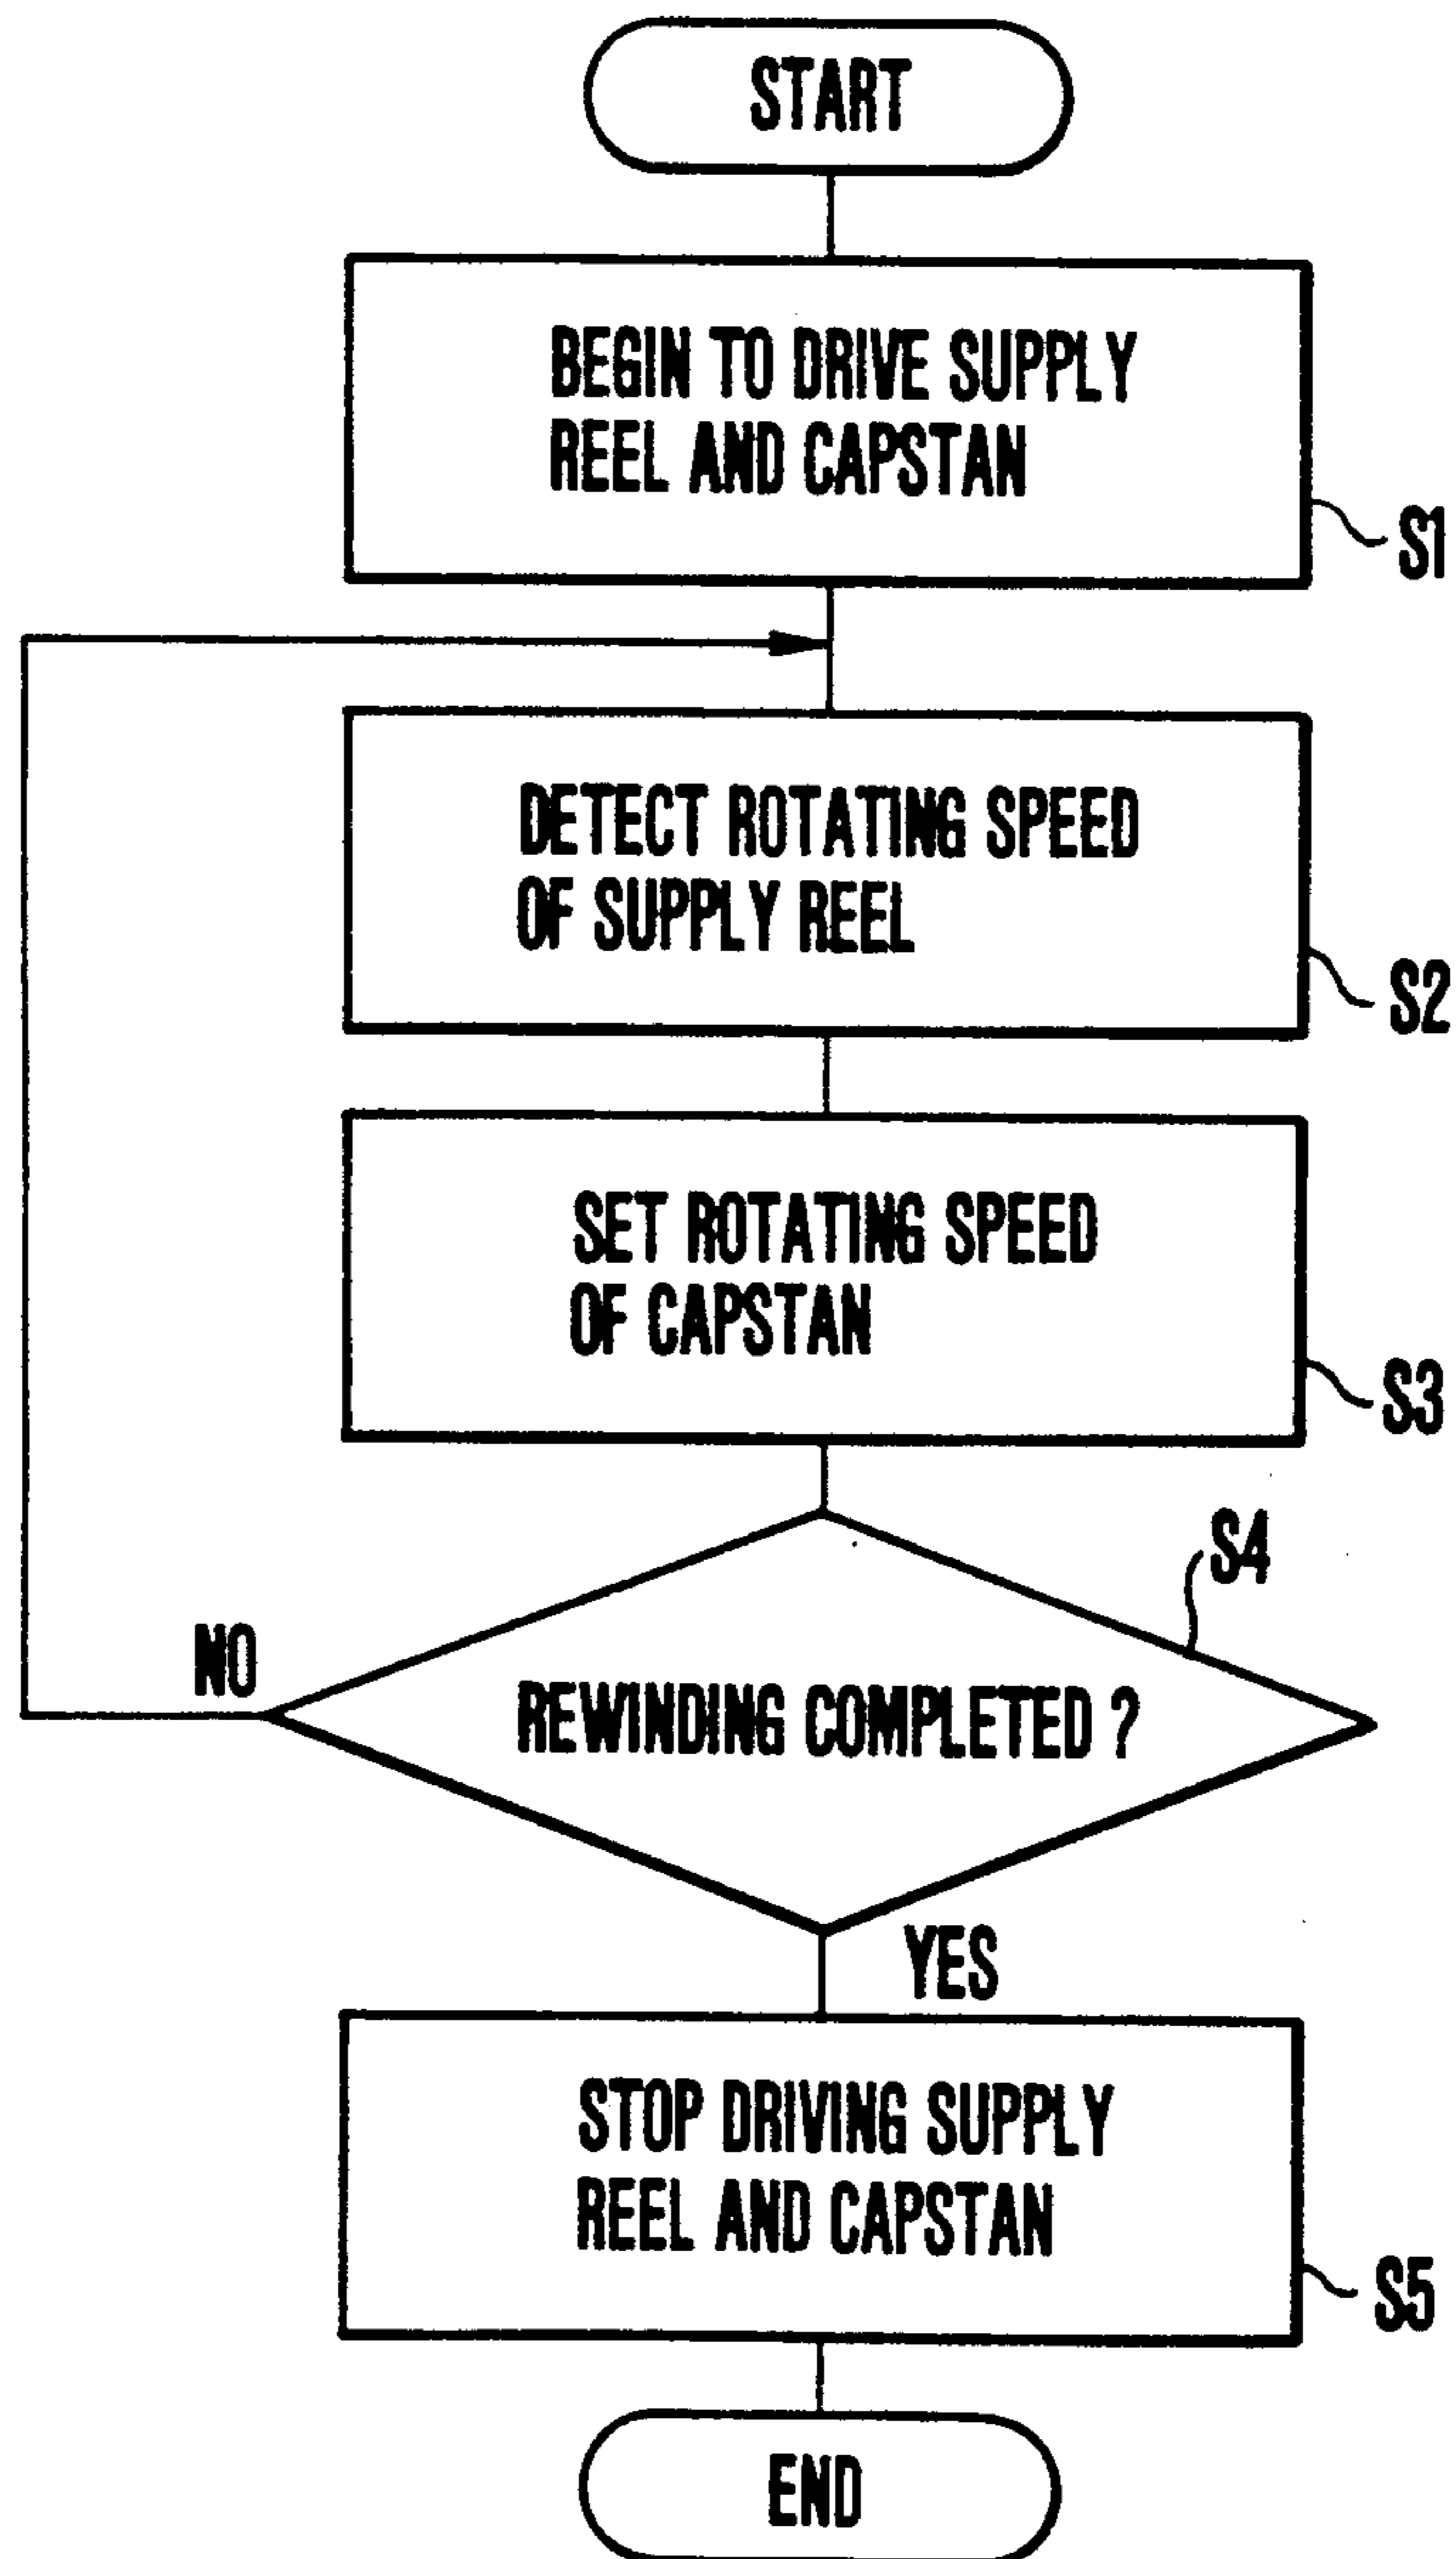 START
BEGIN TO DRIVE SUPPLY
REEL AND CAPSTAN
S1
DETECT ROTATING SPEED
OF SUPPLY REEL
S2
SET ROTATING SPEED
OF CAPSTAN
S3
S4
NO
REWINDING COMPLETED ?
YES
STOP DRIVING SUPPLY
REEL AND CAPSTAN
S5
END